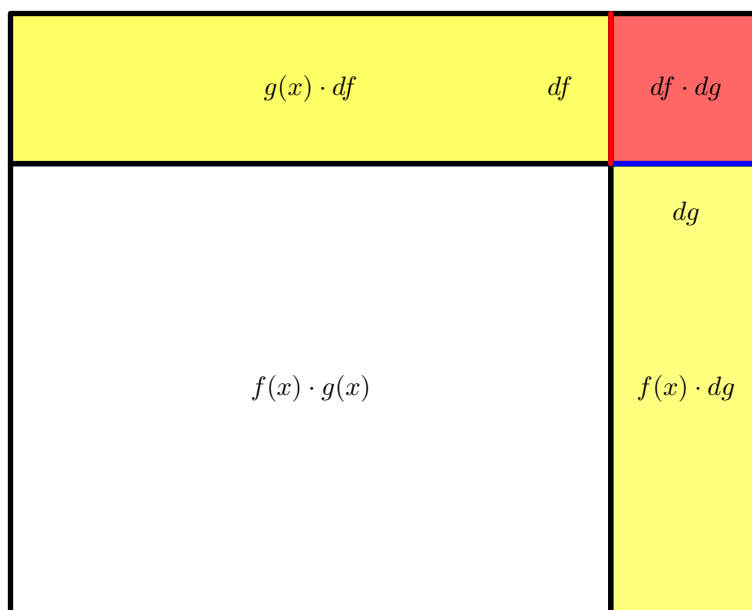 g(x) · df
df
df · dg
dg
f(x) · g(x)
f(x) · dg